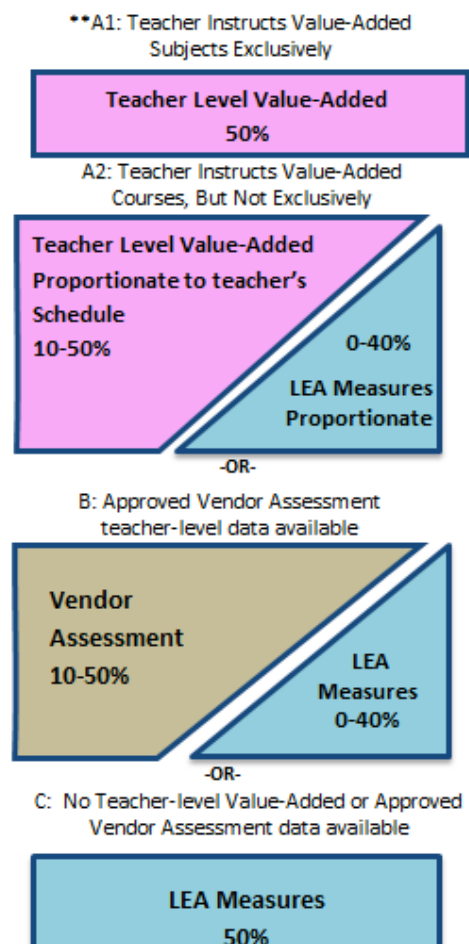 **A1: Teacher Instructs Value-Added
Subjects Exclusively
Teacher Level Value-Added
50%
A2: Teacher Instructs Value-Added
Courses, But Not Exclusively
Teacher Level Value-Added
Proportionate to teacher's
Schedule
10-50%
0-40%
LEA Measures
Proportionate
-OR-
B: Approved Vendor Assessment
teacher-level data available
Vendor
Assessment
10-50%
LEA
Measures
0-40%
-OR-
C: No Teacher-level Value-Added or Approved
Vendor Assessment data available
LEA Measures
50%